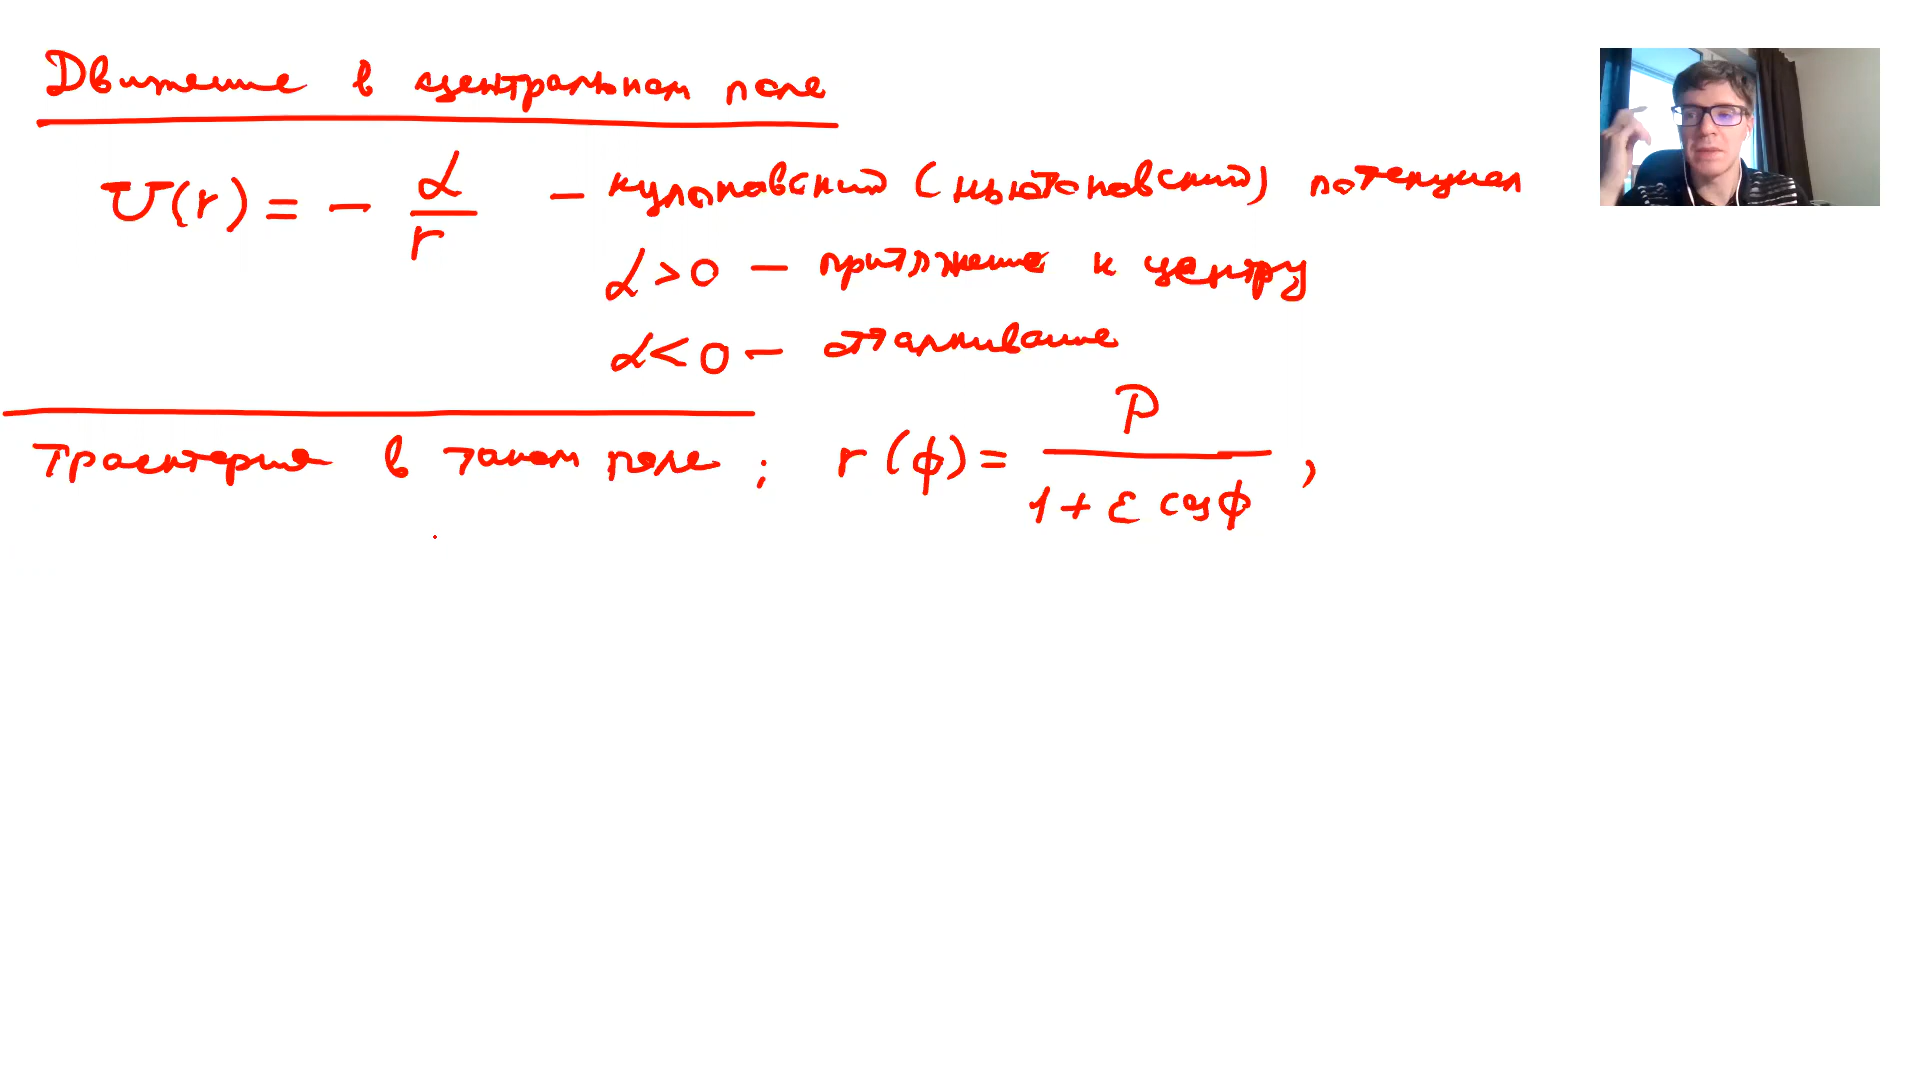 Движение в центральном поле
U(r) = - α/r - кулоновский (ньютоновский) потенциал
α > 0 - притяжение к центру
α < 0 - отталкивание
Траектория в таком поле: r(φ) = p/(1 + ε cos φ),